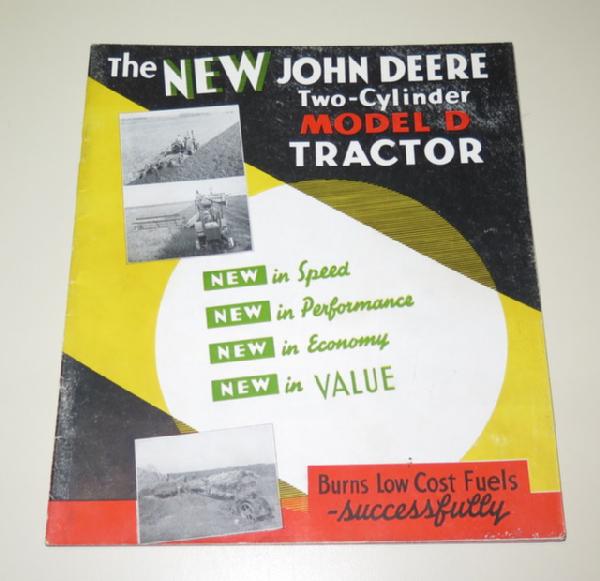 The NEW JOHN DEERE
Two-Cylinder
MODEL D
TRACTOR
NEW in Speed
NEW in Performance
NEW in Economy
NEW in VALUE
Burns Low Cost Fuels
-successfully